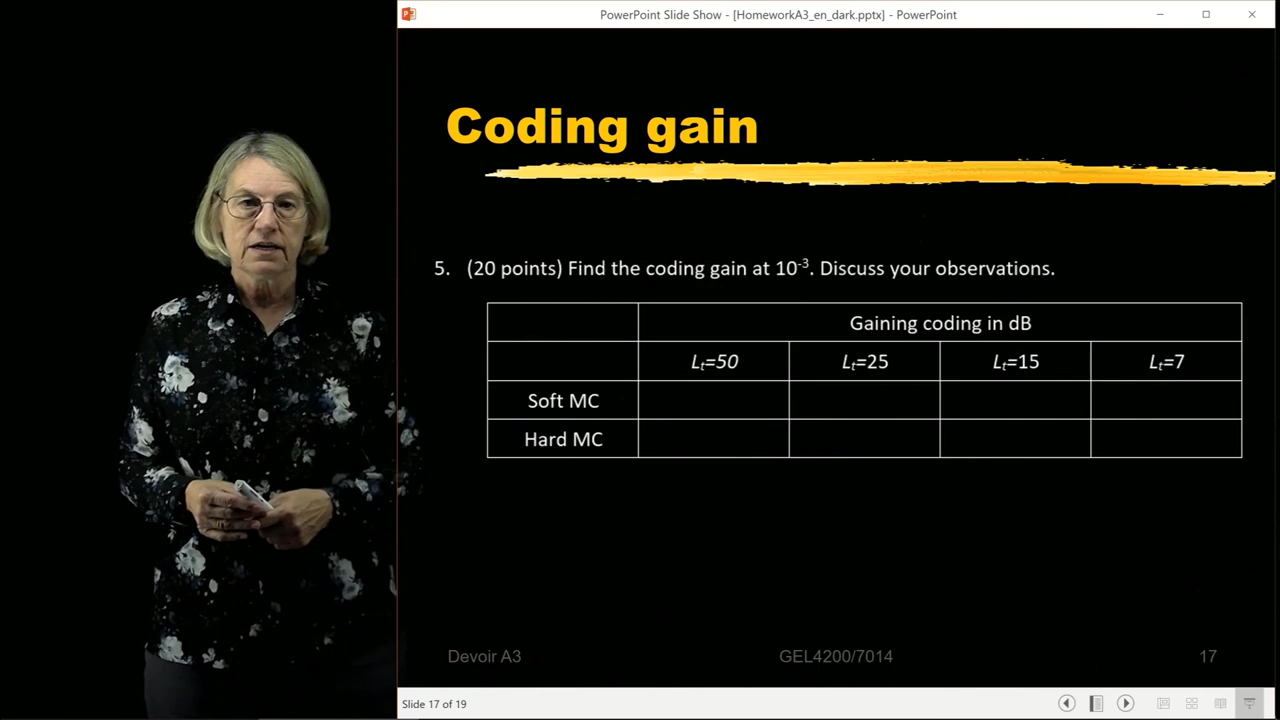 PowerPoint Slide Show - [HomeworkA3_en_dark.pptx] - PowerPoint
Coding gain
5. (20 points) Find the coding gain at 10⁻³. Discuss your observations.
Gaining coding in dB
Lₜ=50 Lₜ=25 Lₜ=15 Lₜ=7
Soft MC
Hard MC
Devoir A3 GEL4200/7014 17
Slide 17 of 19